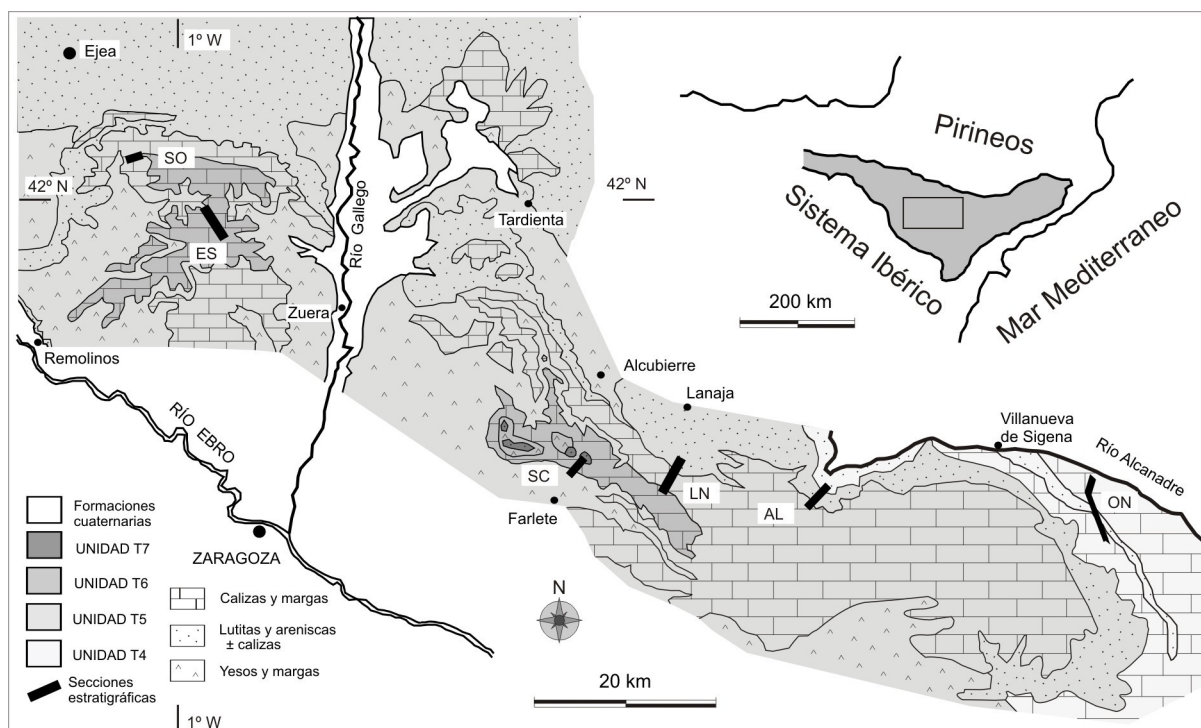 1º W
Ejea
Pirineos
SO
42º N
42º N
Río Gallego
Tardienta
ES
Sistema Ibérico
Mar Mediterraneo
200 km
Zuera
Remolinos
Alcubierre
Lanaja
RÍO EBRO
Villanueva
de Sigena
Río Alcanadre
SC
LN
AL
ON
Farlete
Formaciones
cuaternarias
UNIDAD T7
ZARAGOZA
UNIDAD T6
Calizas y margas
N
UNIDAD T5
Lutitas y areniscas
± calizas
UNIDAD T4
Yesos y margas
Secciones
estratigráficas
20 km
1º W